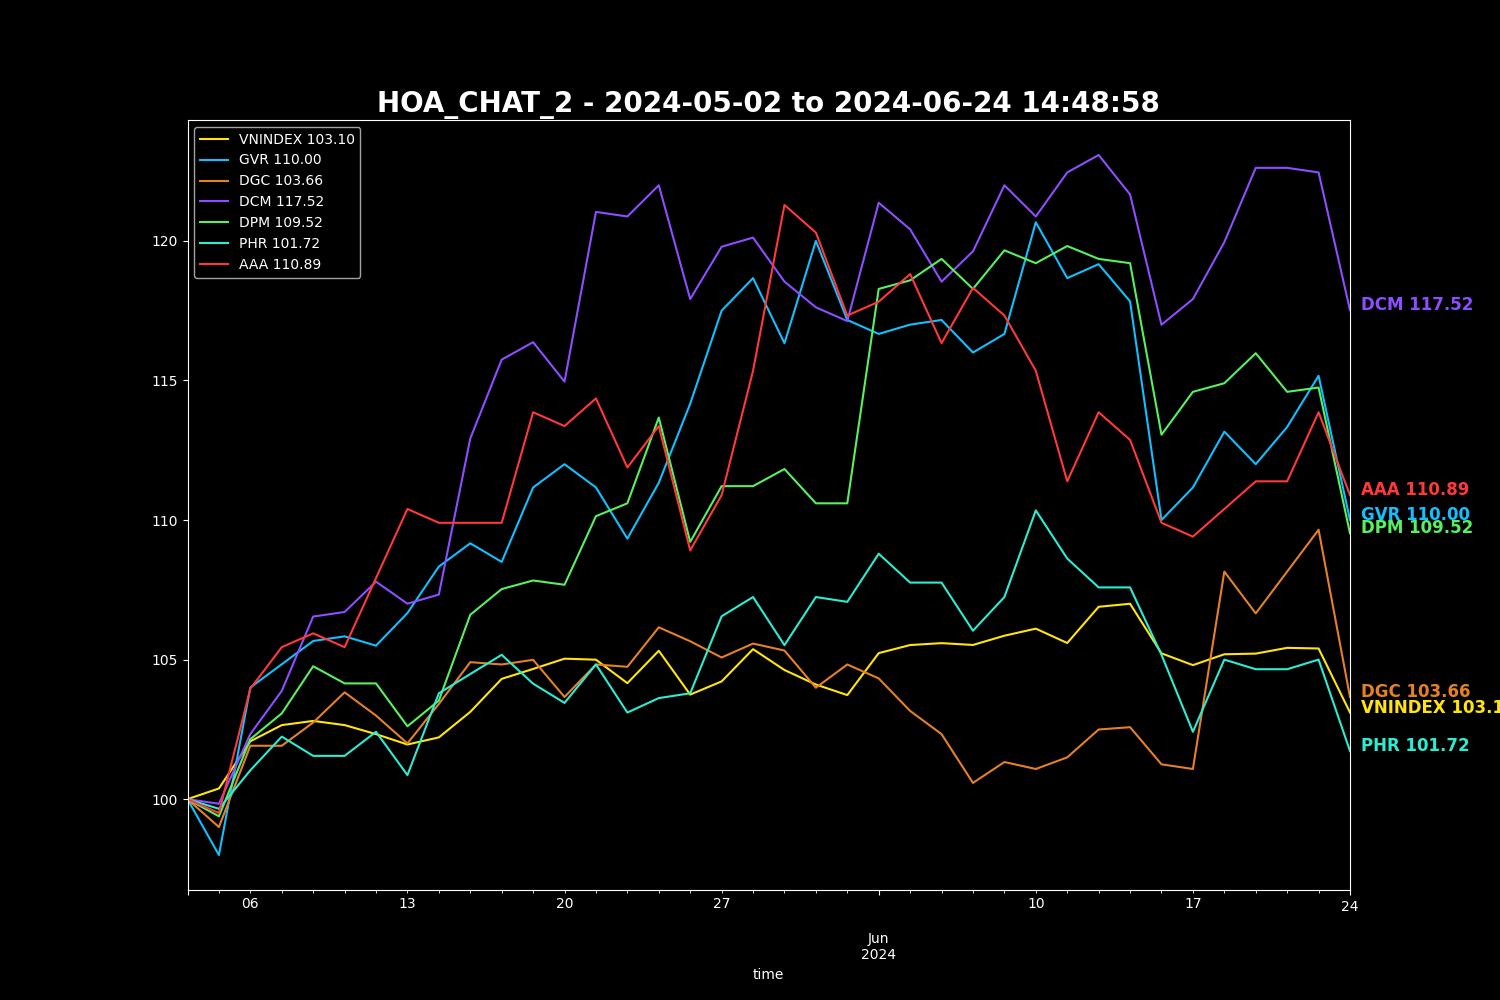 HOA_CHAT_2 - 2024-05-02 to 2024-06-24 14:48:58
VNINDEX 103.10
GVR 110.00
DGC 103.66
DCM 117.52
DPM 109.52
PHR 101.72
AAA 110.89
120
115
110
105
100
DCM 117.52
AAA 110.89
GVR 110.00
DPM 109.52
DGC 103.66
VNINDEX 103.1
PHR 101.72
06
13
20
27
10
17
24
Jun
2024
time